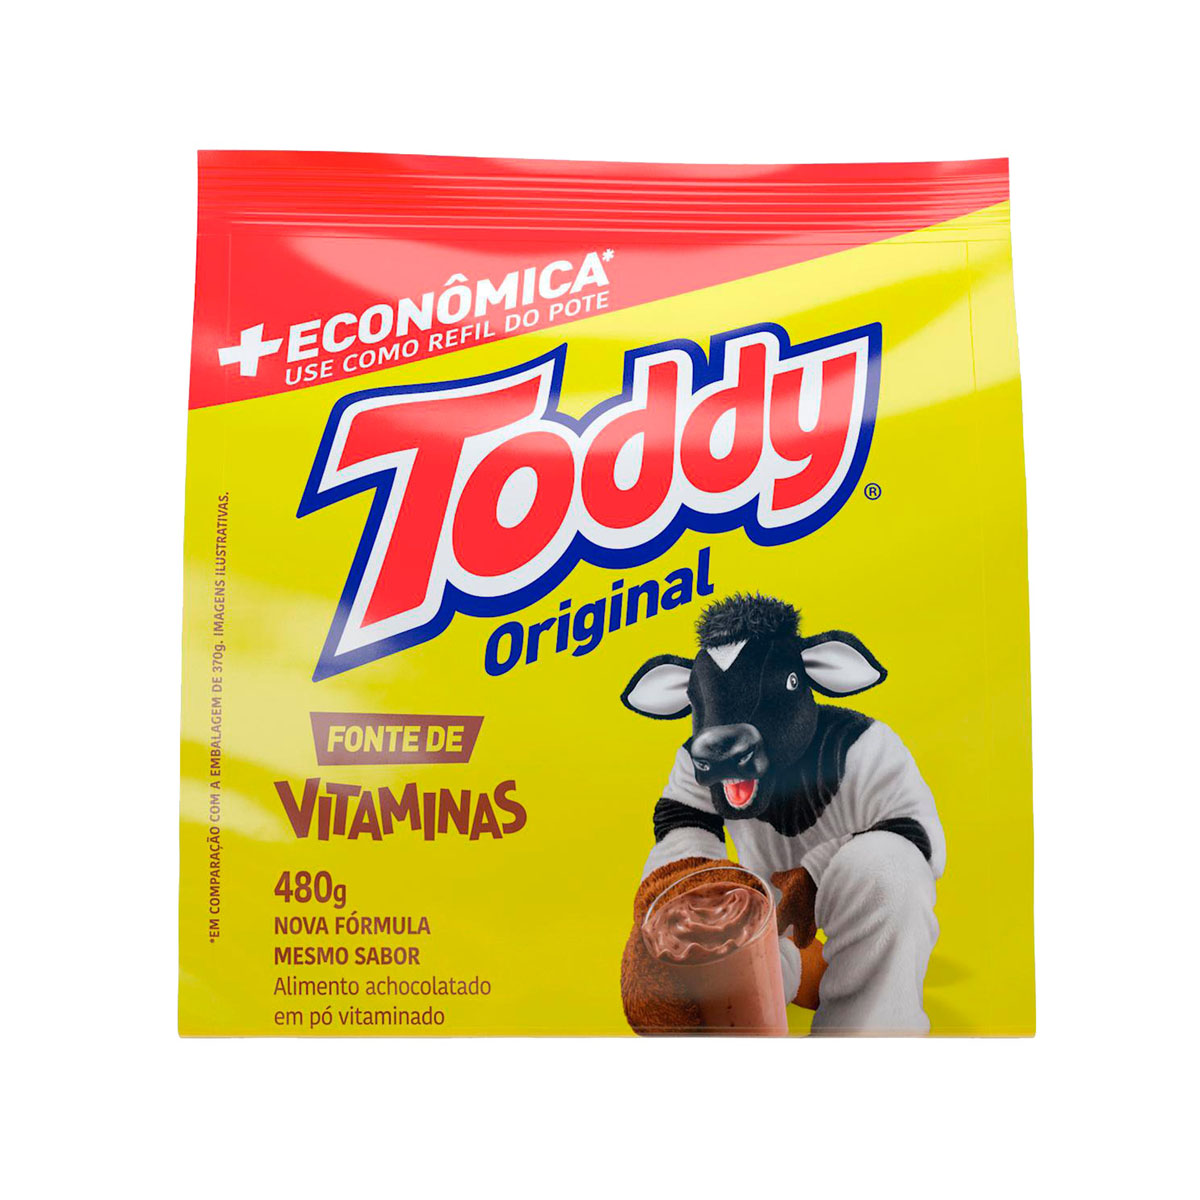 +ECONÔMICA*
USE COMO REFIL DO POTE
Toddy®
Original
FONTE DE
VITAMINAS
480g
NOVA FÓRMULA
MESMO SABOR
Alimento achocolatado
em pó vitaminado
*EM COMPARAÇÃO COM A EMBALAGEM DE 370g. IMAGENS ILUSTRATIVAS.